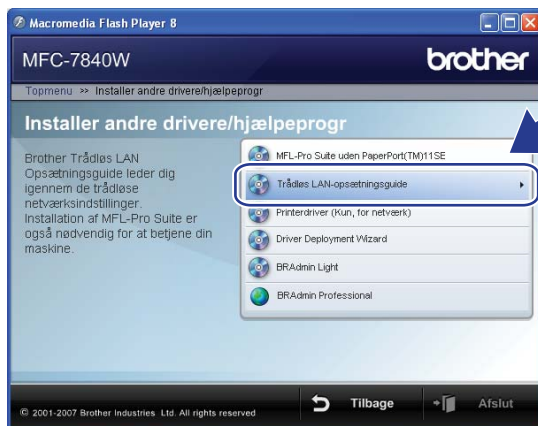 Macromedia Flash Player 8
MFC-7840W
brother
Topmenu >> Installer andre drivere/hjælpeprogr
Installer andre drivere/hjælpeprogr
Brother Trådløs LAN
Opsætningsguide leder dig
igennem de trådløse
netværksindstillinger.
Installation af MFL-Pro Suite er
også nødvendig for at betjene din
maskine.
MFL-Pro Suite uden PaperPort(TM)11SE
Trådløs LAN-opsætningsguide
Printerdriver (Kun, for netværk)
Driver Deployment Wizard
BRAdmin Light
BRAdmin Professional
© 2001-2007 Brother Industries Ltd. All rights reserved
Tilbage
Afslut